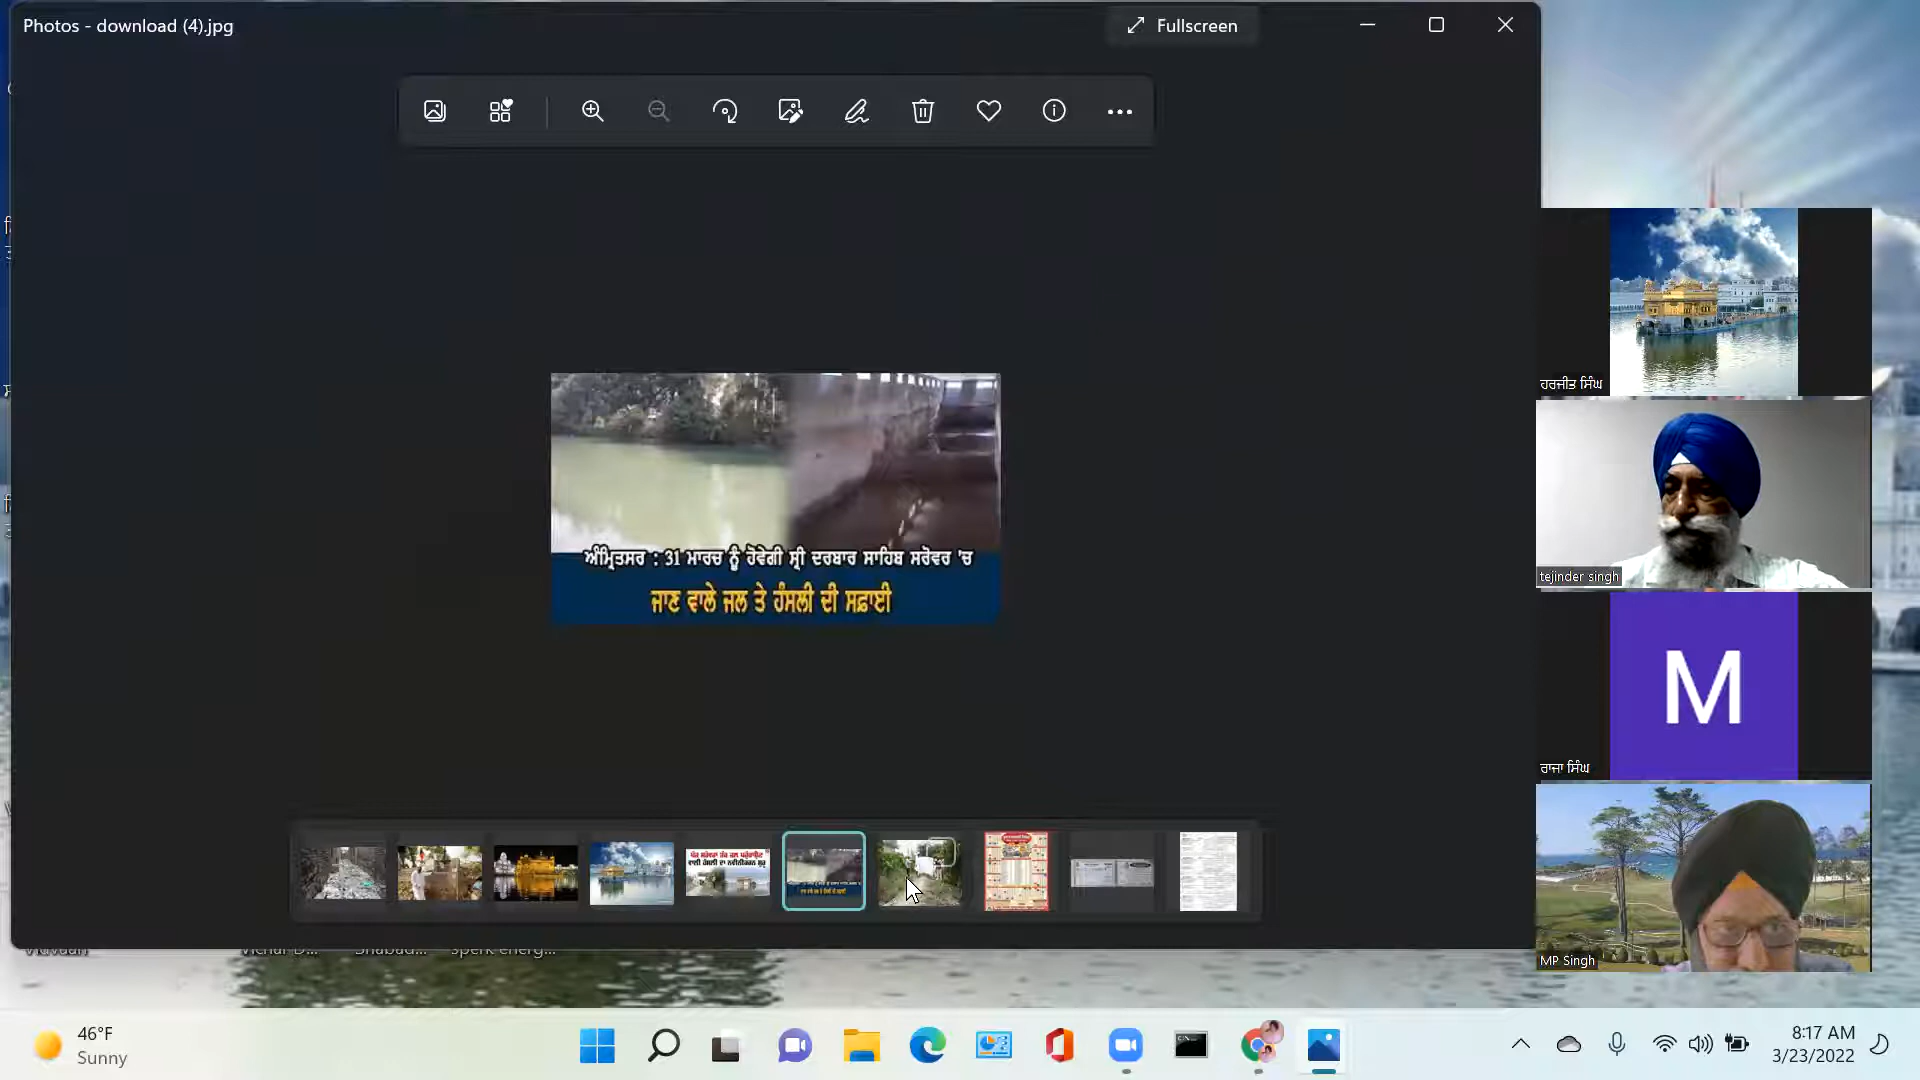 Photos - download (4).jpg
Fullscreen
ਅੰਮ੍ਰਿਤਸਰ : 31 ਮਾਰਚ ਨੂੰ ਹੋਵੇਗੀ ਸ੍ਰੀ ਦਰਬਾਰ ਸਾਹਿਬ ਸਰੋਵਰ 'ਚ
ਜਾਣ ਵਾਲੇ ਜਲ ਤੇ ਹੰਸਲੀ ਦੀ ਸਫ਼ਾਈ
ਹਰਜੀਤ ਸਿੰਘ
tejinder singh
M
ਰਾਜਾ ਸਿੰਘ
MP Singh
46°F
Sunny
8:17 AM
3/23/2022